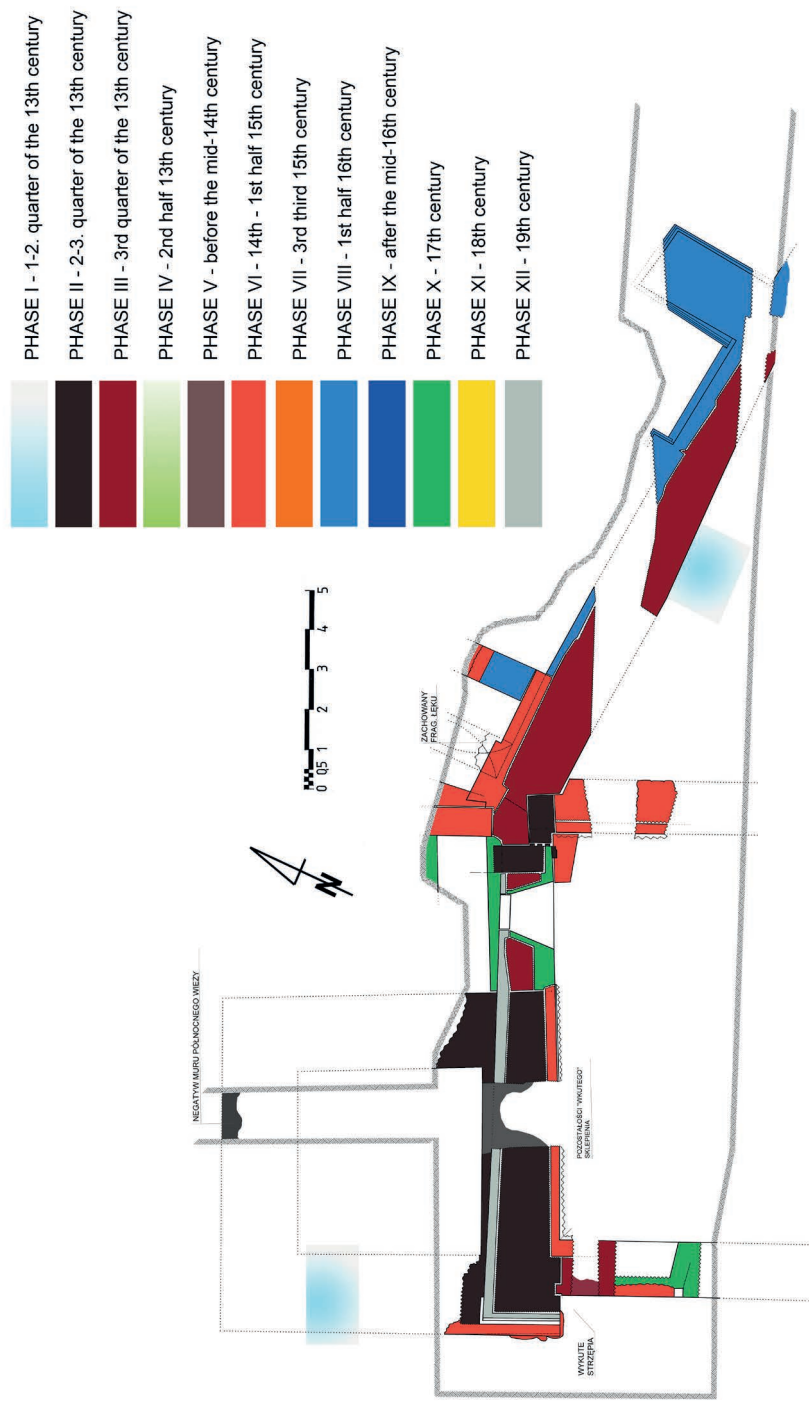 PHASE I - 1-2. quarter of the 13th century
PHASE II - 2-3. quarter of the 13th century
PHASE III - 3rd quarter of the 13th century
PHASE IV - 2nd half 13th century
PHASE V - before the mid-14th century
PHASE VI - 14th - 1st half 15th century
PHASE VII - 3rd third 15th century
PHASE VIII - 1st half 16th century
PHASE IX - after the mid-16th century
PHASE X - 17th century
PHASE XI - 18th century
PHASE XII - 19th century
0 0,5 1 2 3 4 5
N
ZACHOWANY
FRAG. ŁĘKU
NEGATYW MURU PÓŁNOCNEGO WIEŻY
POZOSTAŁOŚCI "WKUTEGO"
SKLEPIENIA
WYKUTE
STRZĘPIA